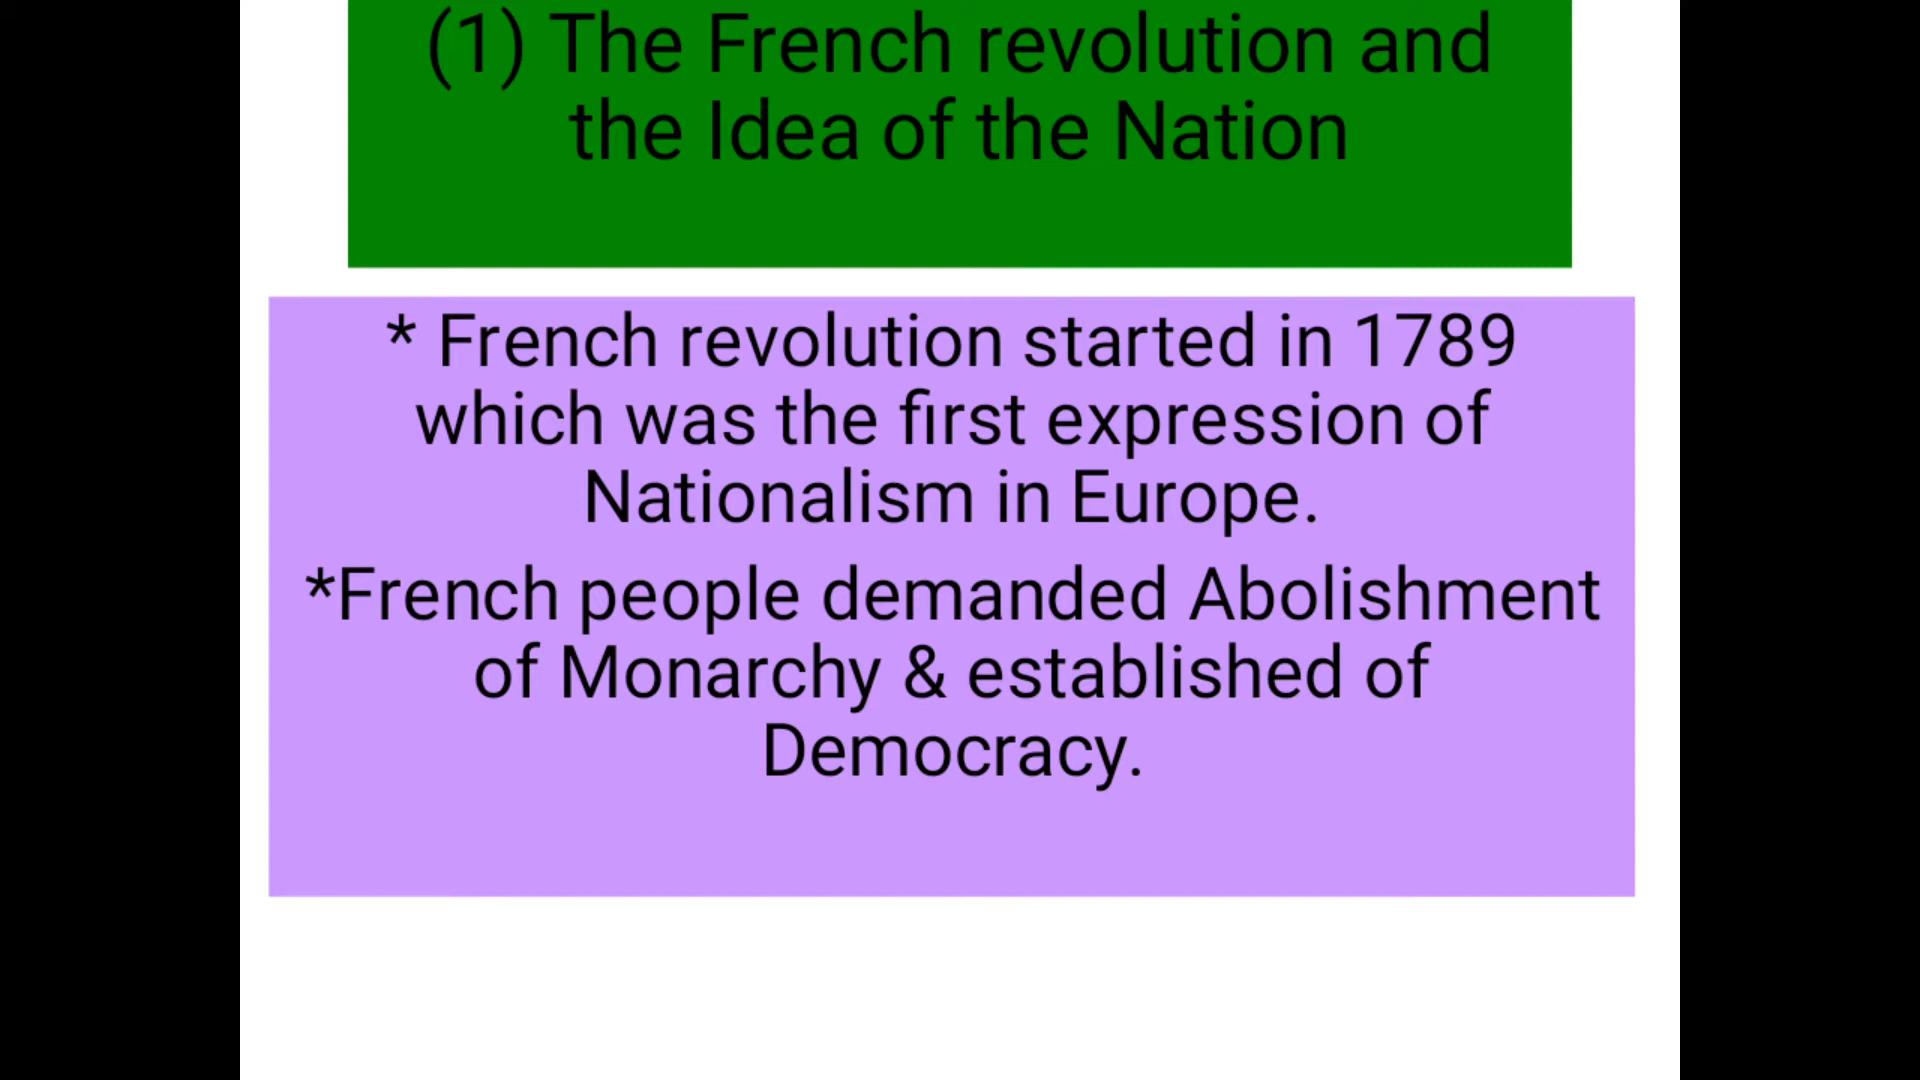 (1) The French revolution and
the Idea of the Nation
* French revolution started in 1789
which was the first expression of
Nationalism in Europe.
*French people demanded Abolishment
of Monarchy & established of
Democracy.